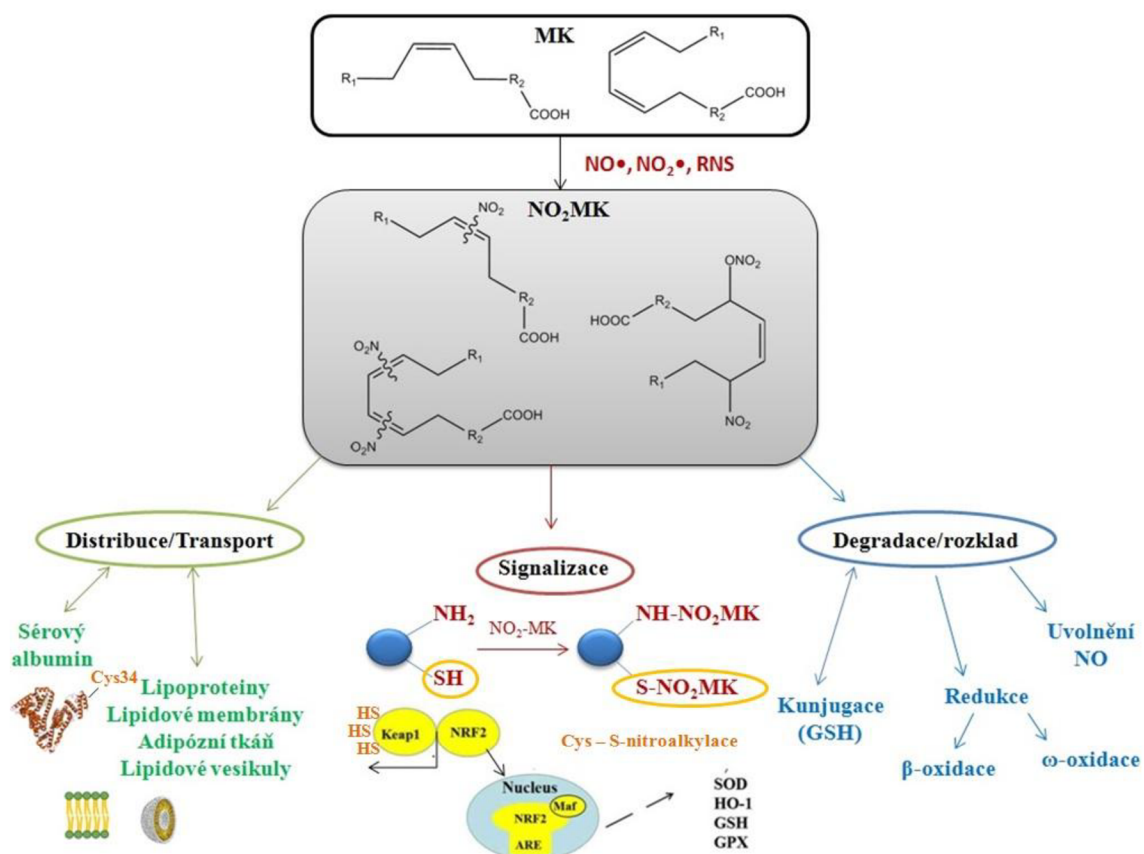 MK
R1
R2
COOH
R1
COOH
R2
NO•, NO2•, RNS
NO2MK
R1
NO2
R2
COOH
O2N
R1
COOH
R2
O2N
ONO2
R2
HOOC
R1
NO2
Distribuce/Transport
Signalizace
Degradace/rozklad
Sérový
albumin
Cys34
Lipoproteiny
Lipidové membrány
Adipózní tkáň
Lipidové vesikuly
NH2
SH
NO2-MK
NH-NO2MK
S-NO2MK
HS
HS
HS
Keap1
NRF2
Cys – S-nitroalkylace
Nucleus
Maf
NRF2
ARE
SOD
HO-1
GSH
GPX
Kunjugace
(GSH)
Redukce
Uvolnění
NO
β-oxidace
ω-oxidace